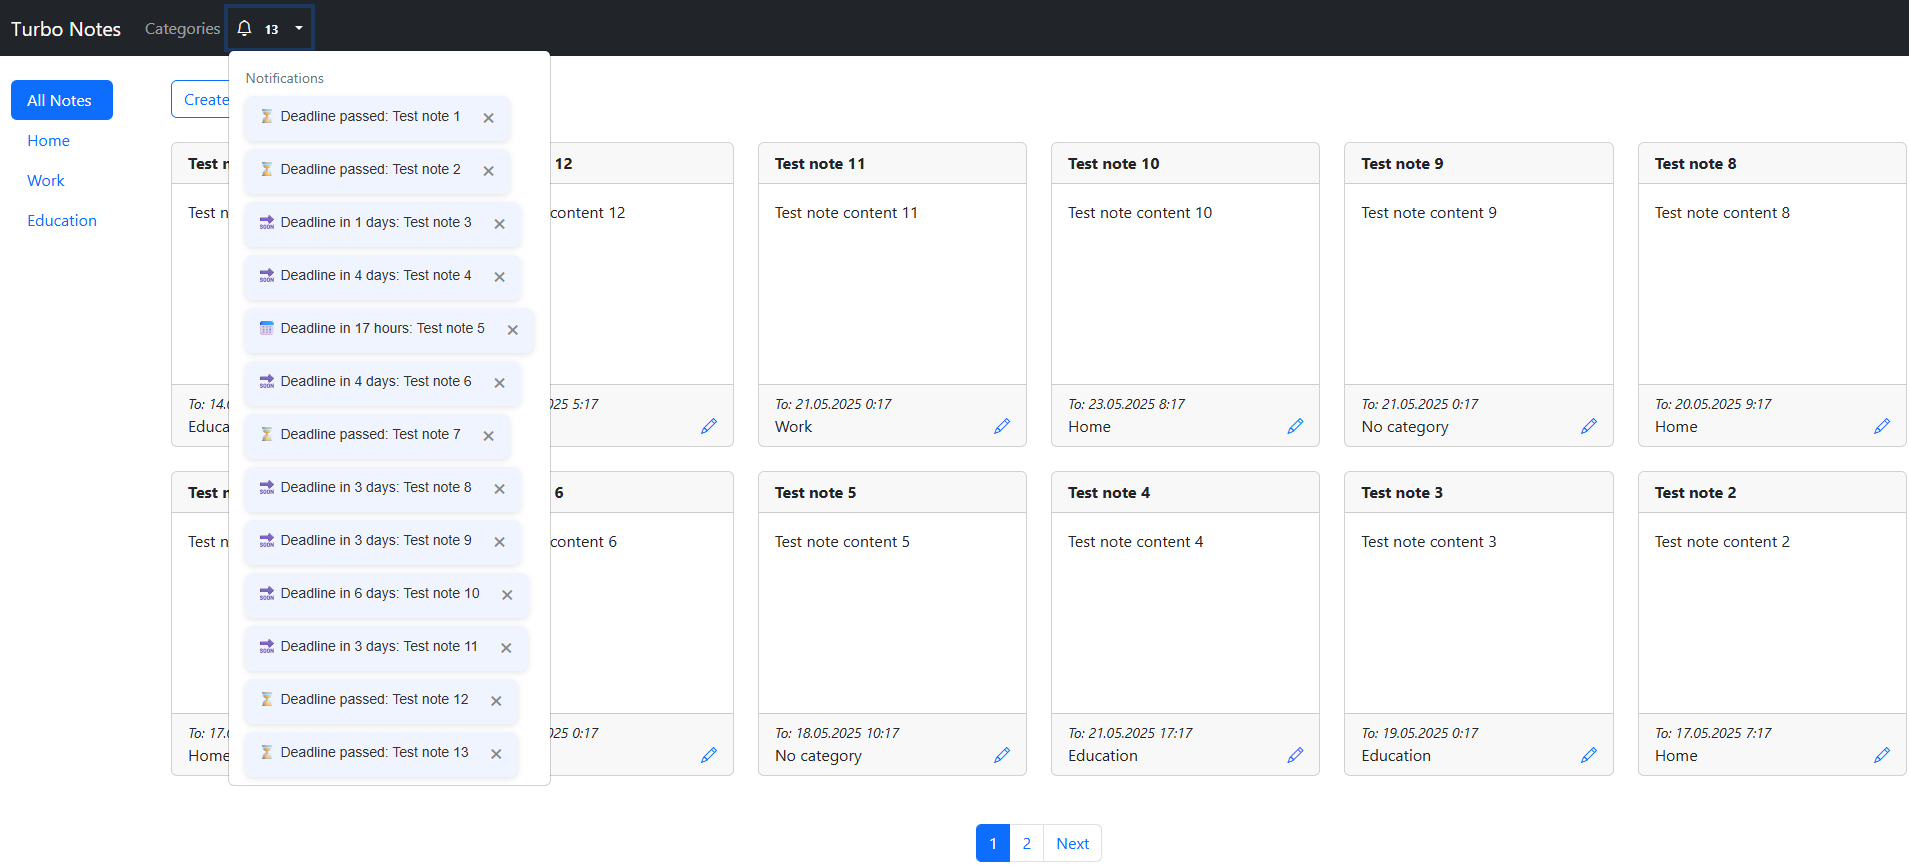 Turbo Notes
Categories
13
All Notes
Home
Work
Education
Create
Notifications
Deadline passed: Test note 1
Deadline passed: Test note 2
SOON Deadline in 1 days: Test note 3
SOON Deadline in 4 days: Test note 4
Deadline in 17 hours: Test note 5
SOON Deadline in 4 days: Test note 6
Deadline passed: Test note 7
SOON Deadline in 3 days: Test note 8
SOON Deadline in 3 days: Test note 9
SOON Deadline in 6 days: Test note 10
SOON Deadline in 3 days: Test note 11
Deadline passed: Test note 12
Deadline passed: Test note 13
Test
Test
To:
12
content 12
5:17
Test note 11
Test note content 11
To: 21.05.2025 0:17
Work
Test note 10
Test note content 10
To: 23.05.2025 8:17
Home
Test note 9
Test note content 9
To: 21.05.2025 0:17
No category
Test note 8
Test note content 8
To: 20.05.2025 9:17
Home
Test
Test
To:
Home
6
content 6
0:17
Test note 5
Test note content 5
To: 18.05.2025 10:17
No category
Test note 4
Test note content 4
To: 21.05.2025 17:17
Education
Test note 3
Test note content 3
To: 19.05.2025 0:17
Education
Test note 2
Test note content 2
To: 17.05.2025 7:17
Home
1
2
Next